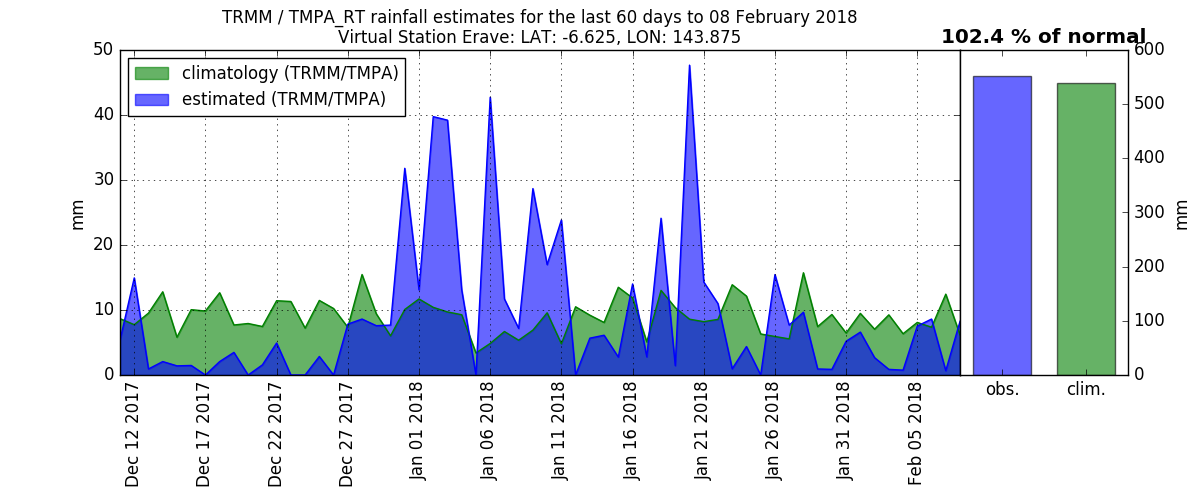 TRMM / TMPA_RT rainfall estimates for the last 60 days to 08 February 2018
Virtual Station Erave: LAT: -6.625, LON: 143.875
102.4 % of normal
climatology (TRMM/TMPA)
estimated (TRMM/TMPA)
mm
50
40
30
20
10
0
Dec 12 2017
Dec 17 2017
Dec 22 2017
Dec 27 2017
Jan 01 2018
Jan 06 2018
Jan 11 2018
Jan 16 2018
Jan 21 2018
Jan 26 2018
Jan 31 2018
Feb 05 2018
obs.
clim.
600
500
400
300
200
100
0
mm